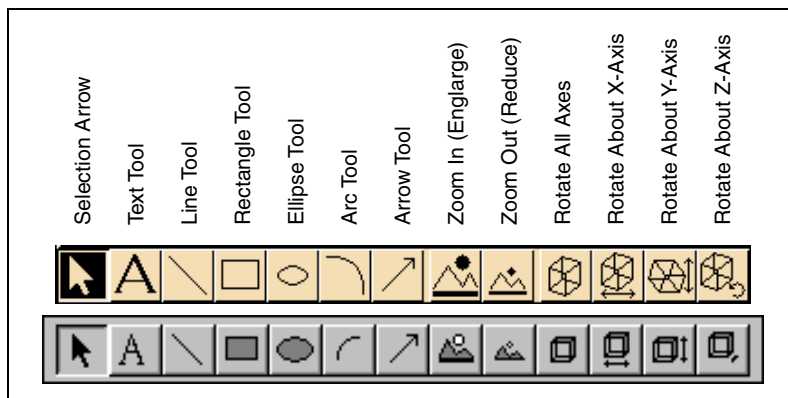 Selection Arrow
Text Tool
Line Tool
Rectangle Tool
Ellipse Tool
Arc Tool
Arrow Tool
Zoom In (Englarge)
Zoom Out (Reduce)
Rotate All Axes
Rotate About X-Axis
Rotate About Y-Axis
Rotate About Z-Axis
A
A